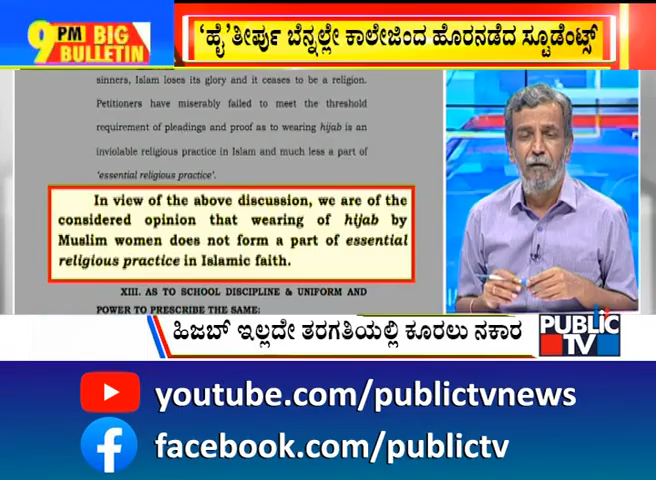 9 PM BIG BULLETIN
'ಹೈ'ತೀರ್ಪು ಬೆನ್ನಲ್ಲೇ ಕಾಲೇಜಿಂದ ಹೊರನಡೆದ ಸ್ಟೂಡೆಂಟ್ಸ್
sinners, Islam loses its glory and it ceases to be a religion.
Petitioners have miserably failed to meet the threshold
requirement of pleadings and proof as to wearing hijab is an
inviolable religious practice in Islam and much less a part of
'essential religious practice'.
In view of the above discussion, we are of the
considered opinion that wearing of hijab by
Muslim women does not form a part of essential
religious practice in Islamic faith.
XIII. AS TO SCHOOL DISCIPLINE & UNIFORM AND
POWER TO PRESCRIBE THE SAME:
ಹಿಜಬ್ ಇಲ್ಲದೇ ತರಗತಿಯಲ್ಲಿ ಕೂರಲು ನಕಾರ
PUBLIC
TV
youtube.com/publictvnews
facebook.com/publictv